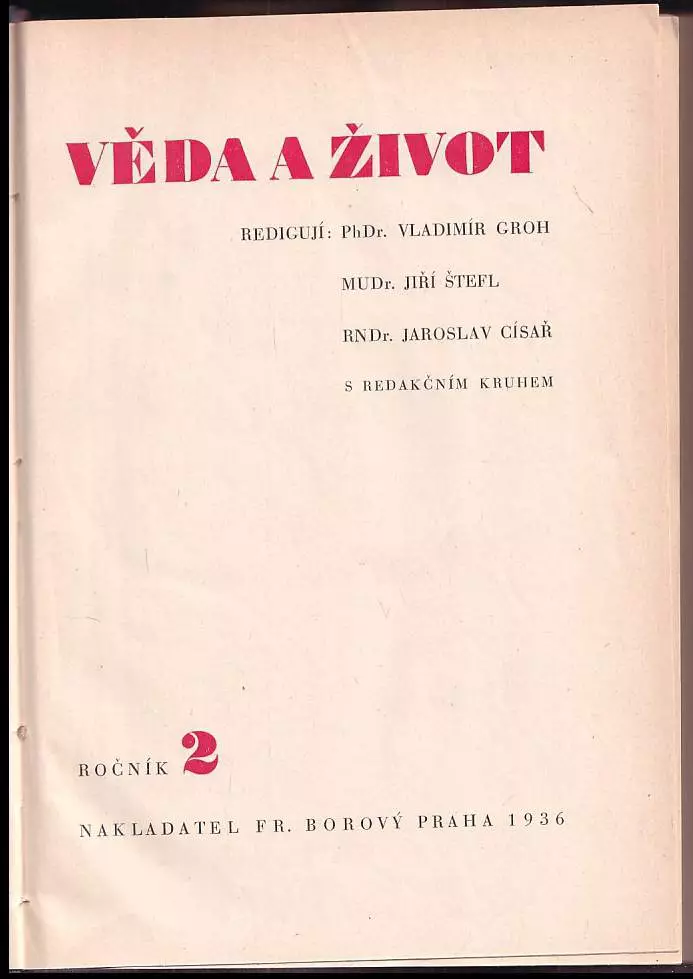 VĚDA A ŽIVOT
REDIGUJÍ: PhDr. VLADIMÍR GROH
MUDr. JIŘÍ ŠTEFL
RNDr. JAROSLAV CÍSAŘ
S REDAKČNÍM KRUHEM
ROČNÍK 2
NAKLADATEL FR. BOROVÝ PRAHA 1936